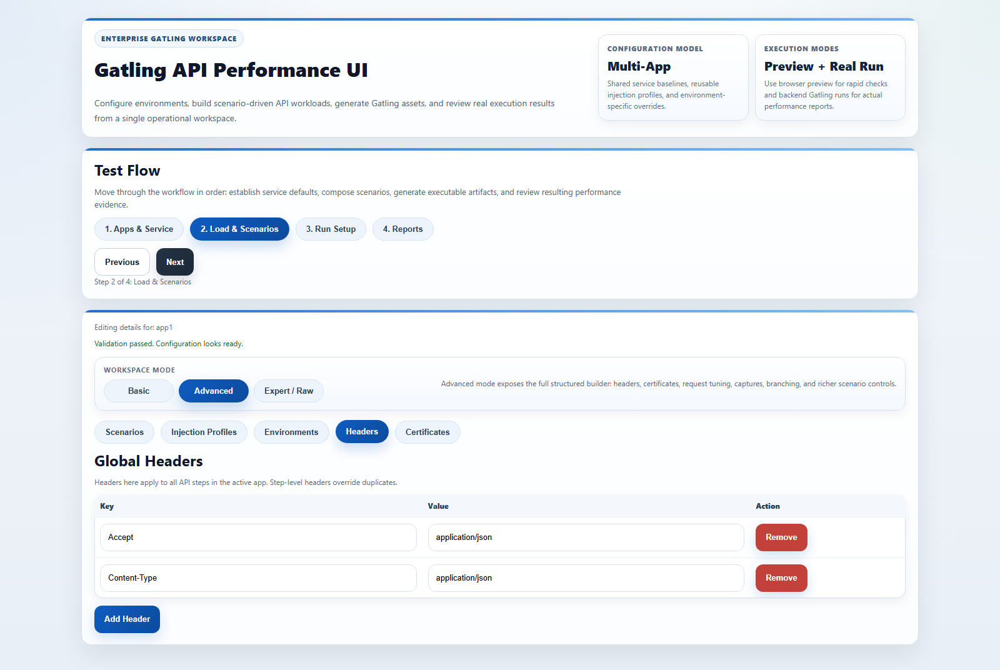 ENTERPRISE GATLING WORKSPACE
Gatling API Performance UI
Configure environments, build scenario-driven API workloads, generate Gatling assets, and review real execution results
from a single operational workspace.
CONFIGURATION MODEL
Multi-App
Shared service baselines, reusable
injection profiles, and environment-
specific overrides.
EXECUTION MODES
Preview + Real Run
Use browser preview for rapid checks
and backend Gatling runs for actual
performance reports.
Test Flow
Move through the workflow in order: establish service defaults, compose scenarios, generate executable artifacts, and review resulting performance
evidence.
1. Apps & Service
2. Load & Scenarios
3. Run Setup
4. Reports
Previous
Next
Step 2 of 4: Load & Scenarios
Editing details for: app1
Validation passed. Configuration looks ready.
WORKSPACE MODE
Basic
Advanced
Expert / Raw
Advanced mode exposes the full structured builder: headers, certificates, request tuning, captures, branching, and richer scenario controls.
Scenarios
Injection Profiles
Environments
Headers
Certificates
Global Headers
Headers here apply to all API steps in the active app. Step-level headers override duplicates.
Key
Value
Action
Accept
application/json
Remove
Content-Type
application/json
Remove
Add Header